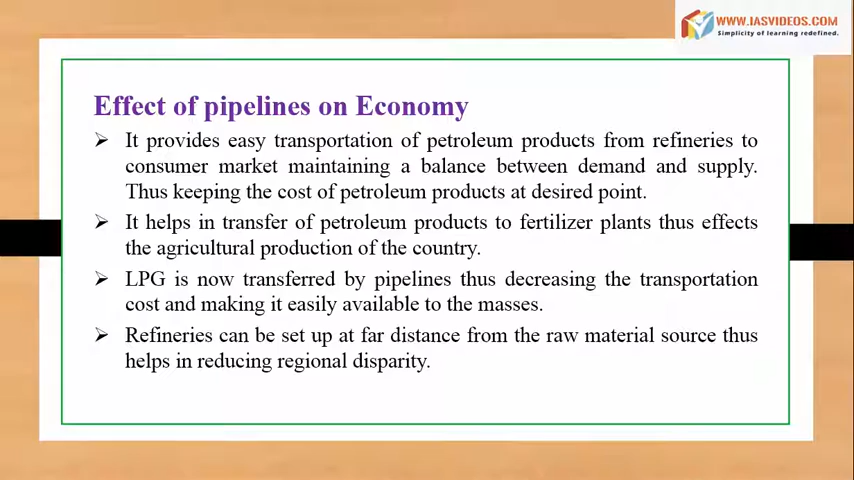 WWW.IASVIDEOS.COM
Simplicity of learning redefined.
Effect of pipelines on Economy
➢ It provides easy transportation of petroleum products from refineries to
consumer market maintaining a balance between demand and supply.
Thus keeping the cost of petroleum products at desired point.
➢ It helps in transfer of petroleum products to fertilizer plants thus effects
the agricultural production of the country.
➢ LPG is now transferred by pipelines thus decreasing the transportation
cost and making it easily available to the masses.
➢ Refineries can be set up at far distance from the raw material source thus
helps in reducing regional disparity.